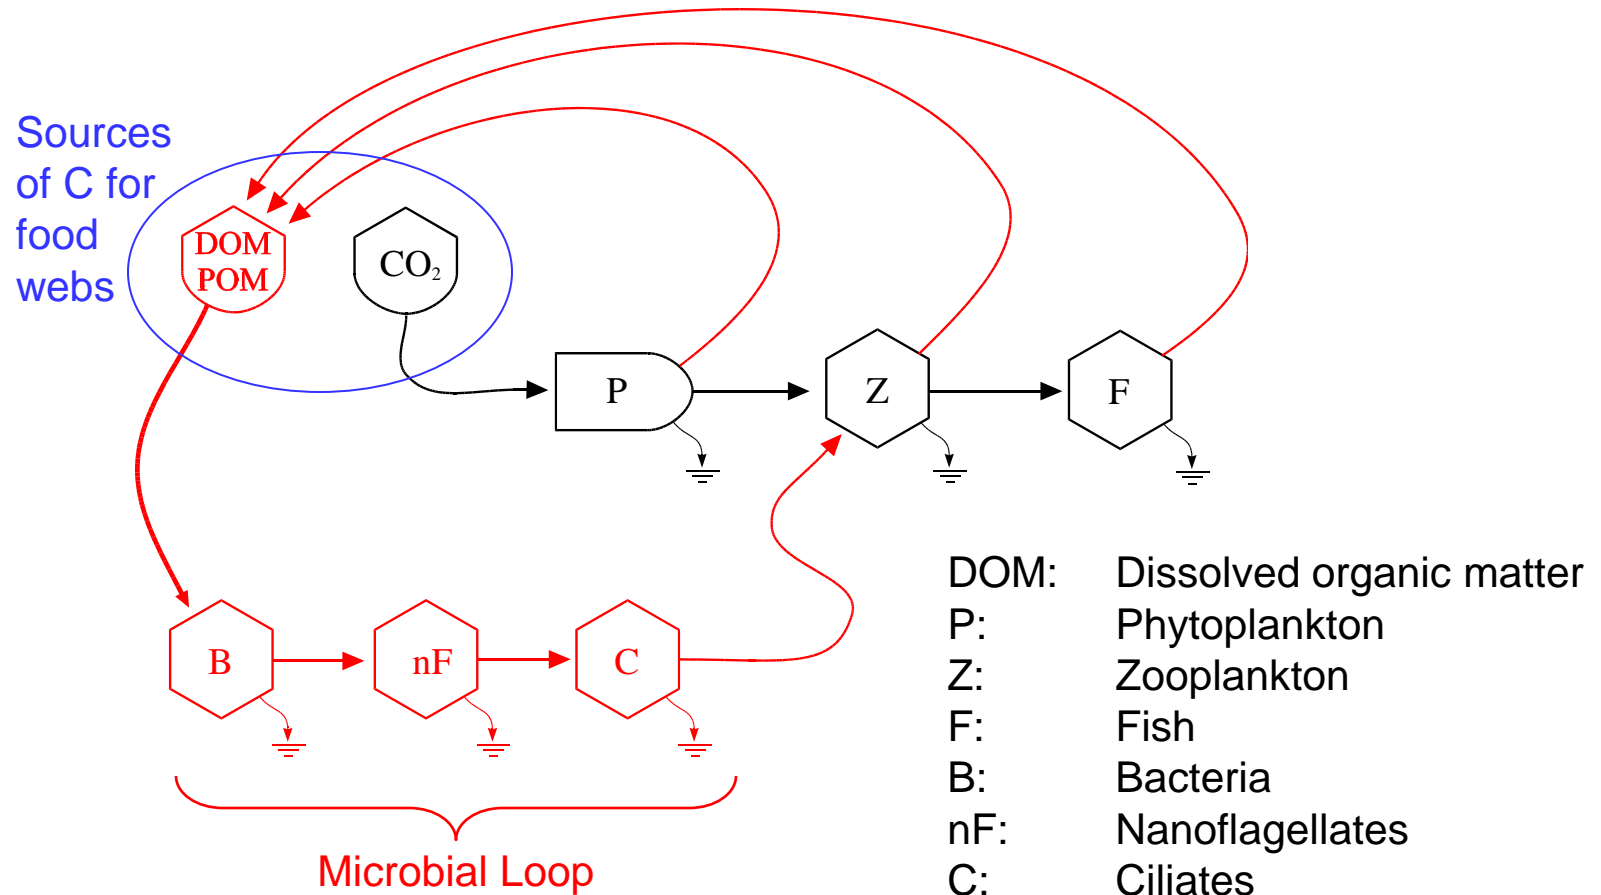 Sources
of C for
food
webs
DOM
POM
CO₂
P
Z
F
B
nF
C
Microbial Loop
DOM: Dissolved organic matter
P: Phytoplankton
Z: Zooplankton
F: Fish
B: Bacteria
nF: Nanoflagellates
C: Ciliates